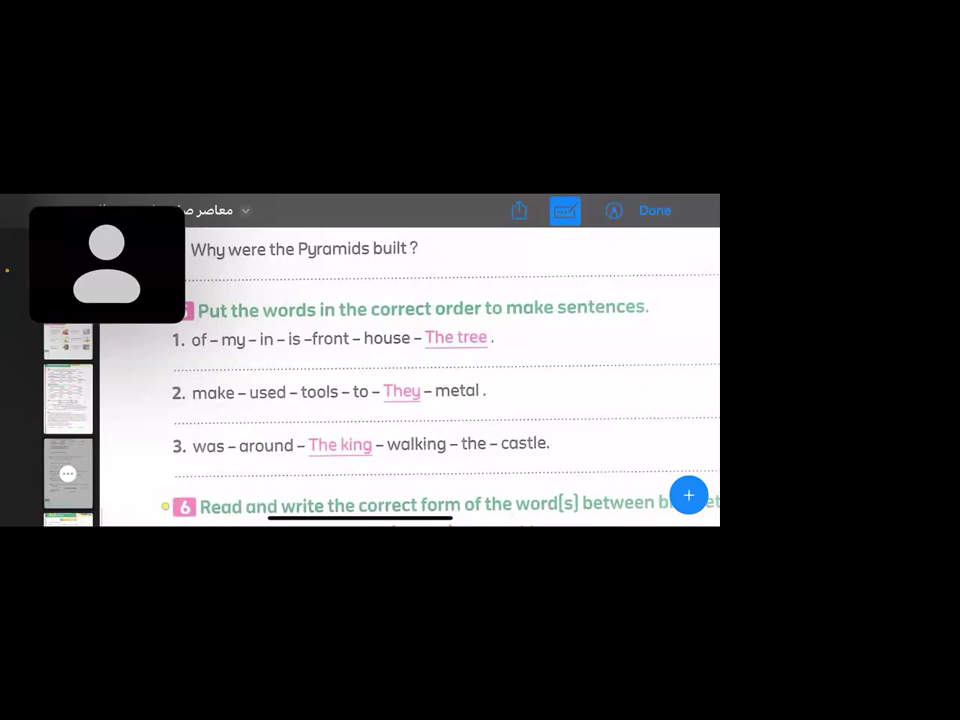 معاصر
Done
Why were the Pyramids built ?
Put the words in the correct order to make sentences.
1. of – my – in – is –front – house – The tree .
2. make – used – tools – to – They – metal .
3. was – around – The king – walking – the – castle.
6 Read and write the correct form of the word(s) between